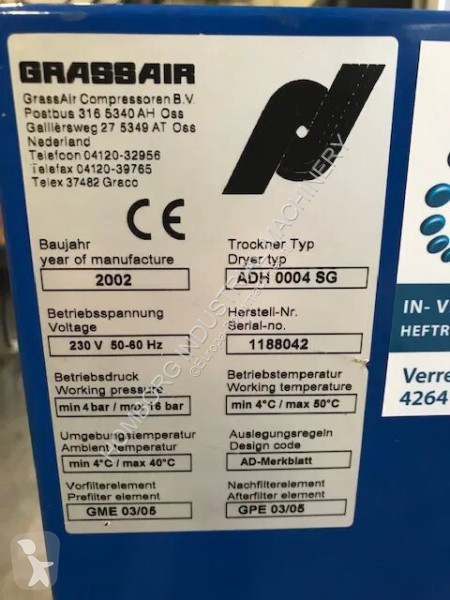 GRASSAIR
GrassAir Compressoren B.V.
Postbus 316 5340 AH Oss
Galliërsweg 27 5349 AT Oss
Nederland
Telefoon 04120-32956
Telefax 04120-39765
Telex 37482 Graco
CE
Baujahr
year of manufacture
2002
Trockner Typ
Dryer typ
ADH 0004 SG
Betriebsspannung
Voltage
230 V 50-60 Hz
Herstell-Nr.
Serial-no.
1188042
Betriebsdruck
Working pressure
min 4 bar / max 16 bar
Betriebstemperatur
Working temperature
min 4°C / max 50°C
Umgebungstemperatur
Ambient temperatur
min 4°C / max 40°C
Auslegungsregeln
Design code
AD-Merkblatt
Vorfilterelement
Prefilter element
GME 03/05
Nachfilterelement
Afterfilter element
GPE 03/05
IN- V
HEFTR
Verre
4264
INDUSTRIAL MACHINERY